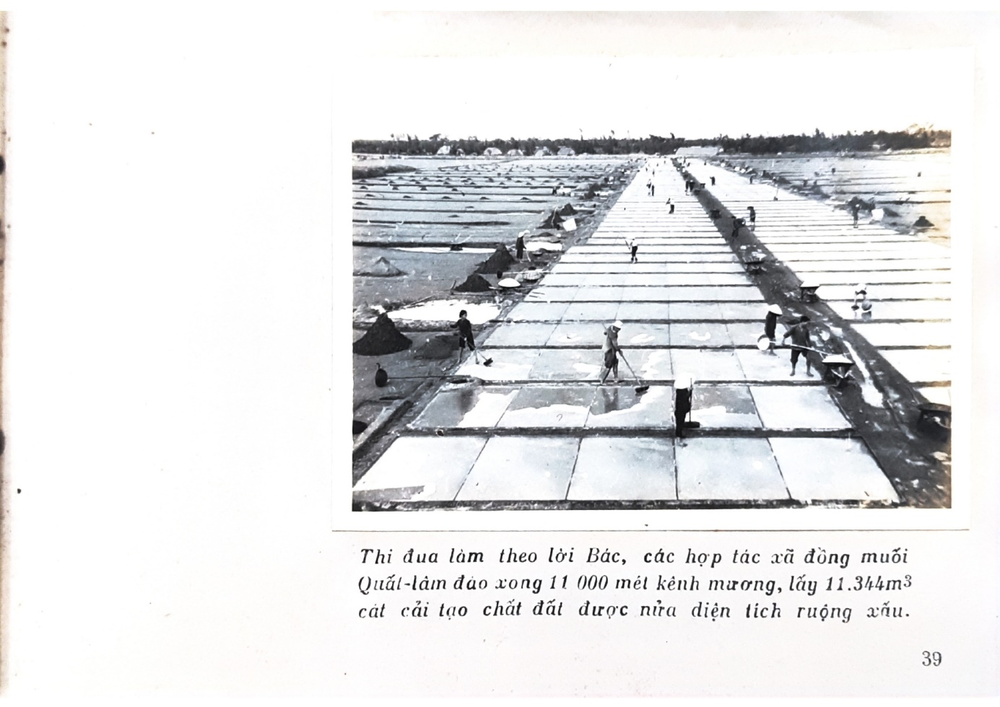 Thi đua làm theo lời Bác, các hợp tác xã đồng muối
Quất-lâm đào xong 11 000 mét kênh mương, lấy 11.344m3
cát cải tạo chất đất được nửa diện tích ruộng xấu.
39